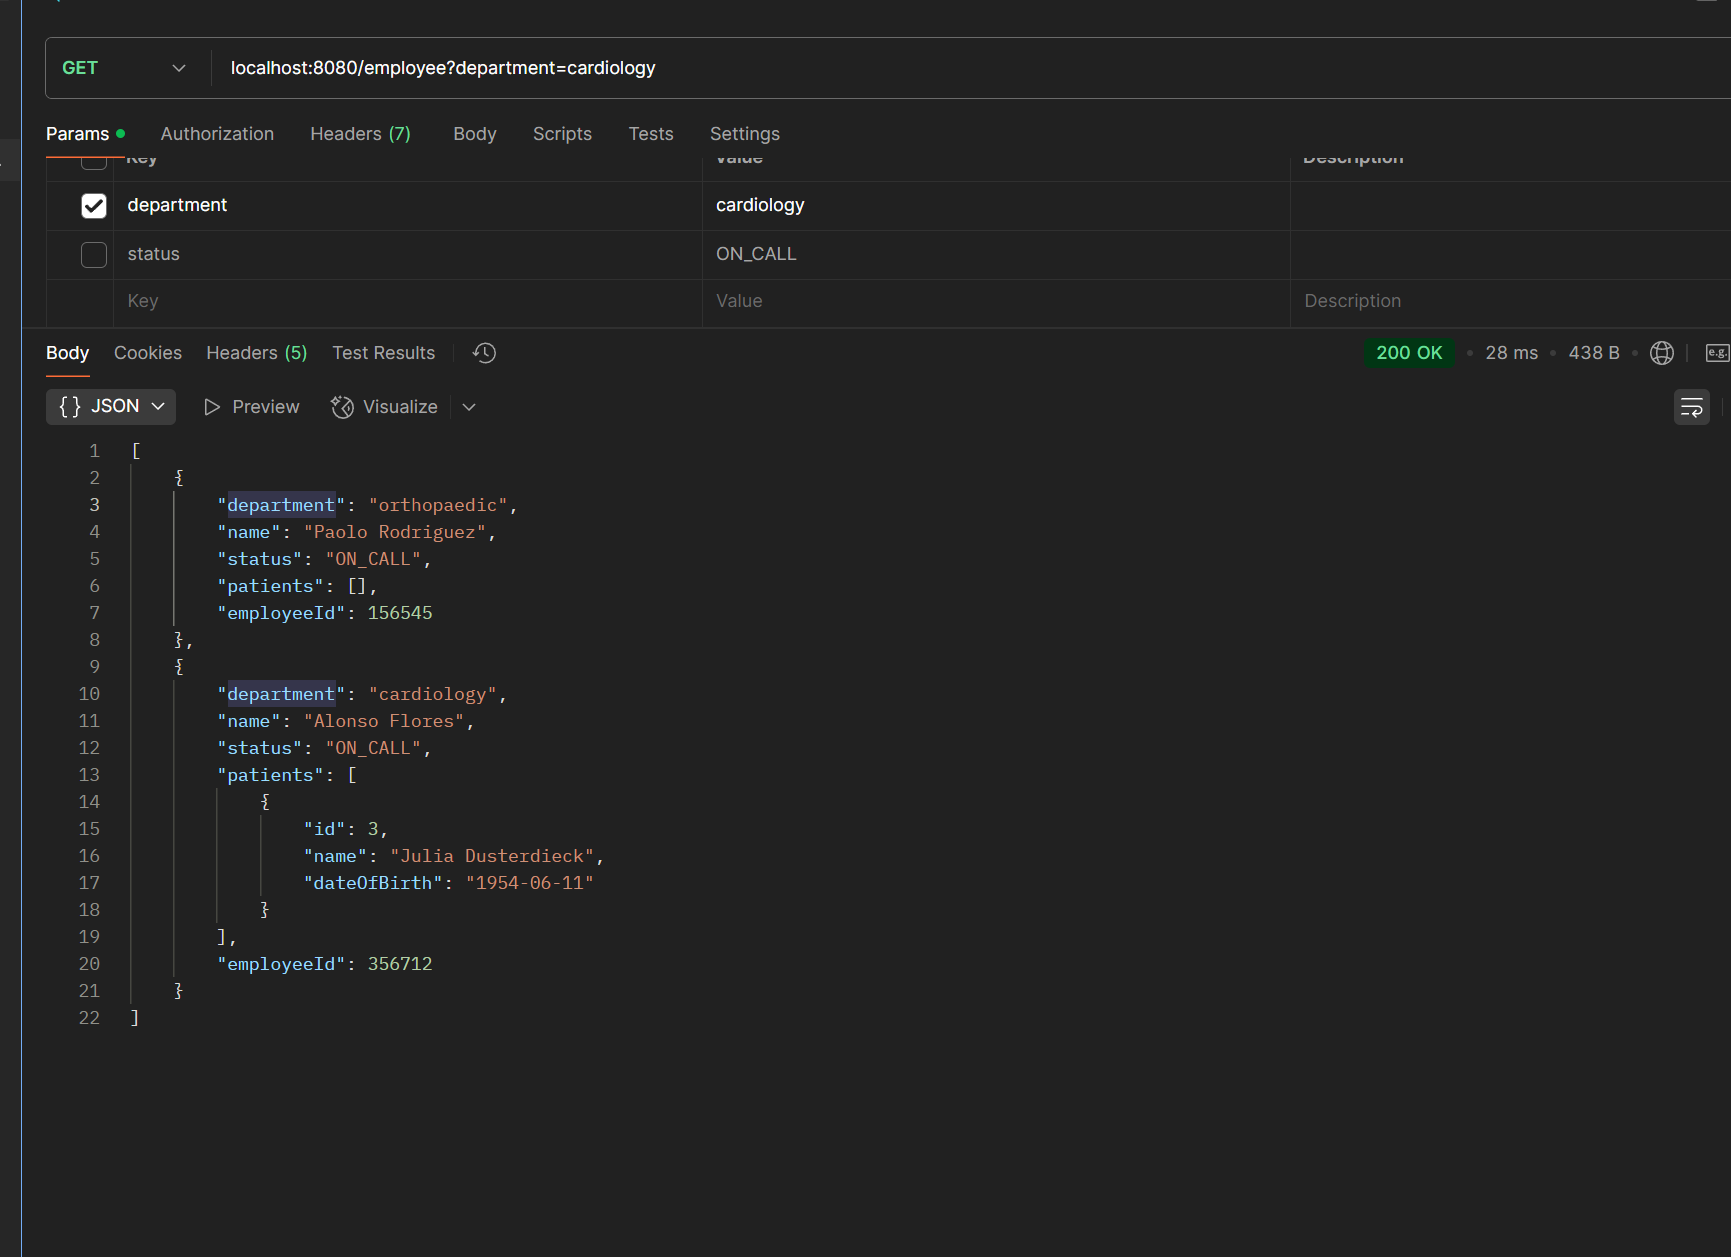 GET localhost:8080/employee?department=cardiology
Params Authorization Headers (7) Body Scripts Tests Settings
Key Value Description
department cardiology
status ON_CALL
Key Value Description
Body Cookies Headers (5) Test Results 200 OK • 28 ms • 438 B • e.g.
{} JSON Preview Visualize
1 [
2 {
3 "department": "orthopaedic",
4 "name": "Paolo Rodriguez",
5 "status": "ON_CALL",
6 "patients": [],
7 "employeeId": 156545
8 },
9 {
10 "department": "cardiology",
11 "name": "Alonso Flores",
12 "status": "ON_CALL",
13 "patients": [
14 {
15 "id": 3,
16 "name": "Julia Dusterdieck",
17 "dateOfBirth": "1954-06-11"
18 }
19 ],
20 "employeeId": 356712
21 }
22 ]